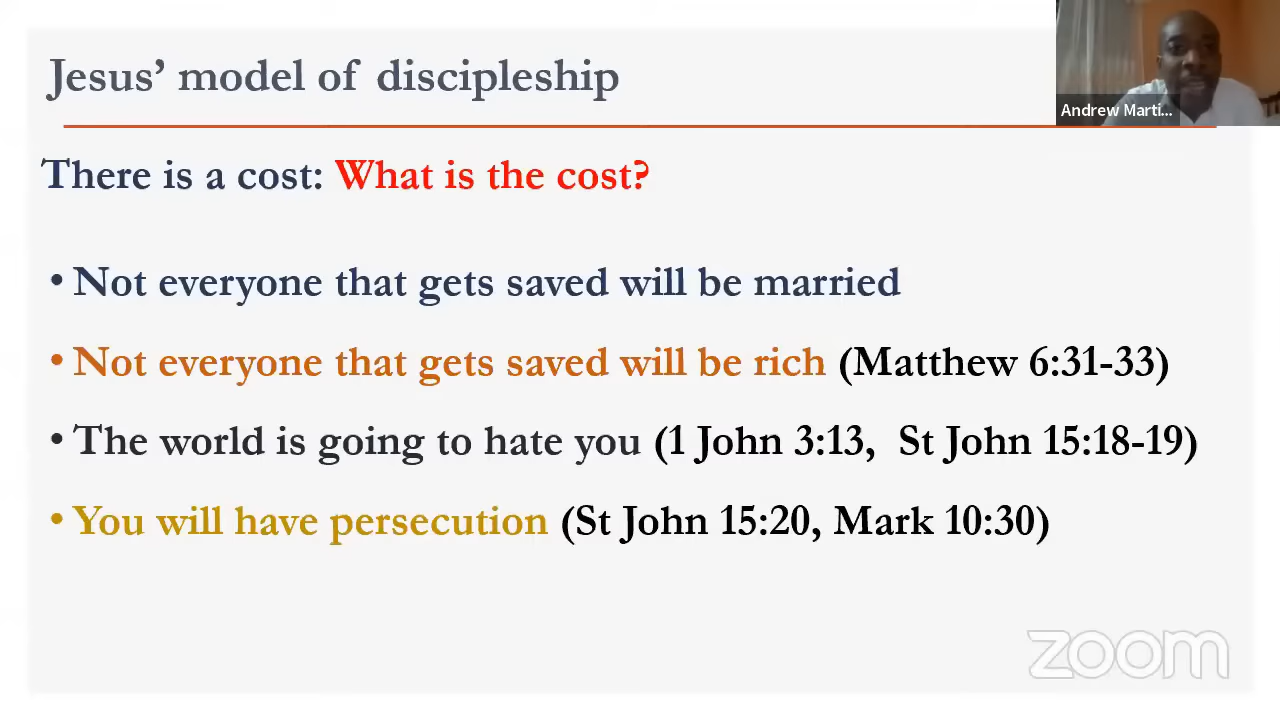 Jesus’ model of discipleship
Andrew Marti...
There is a cost: What is the cost?
• Not everyone that gets saved will be married
• Not everyone that gets saved will be rich (Matthew 6:31-33)
• The world is going to hate you (1 John 3:13, St John 15:18-19)
• You will have persecution (St John 15:20, Mark 10:30)
zoom